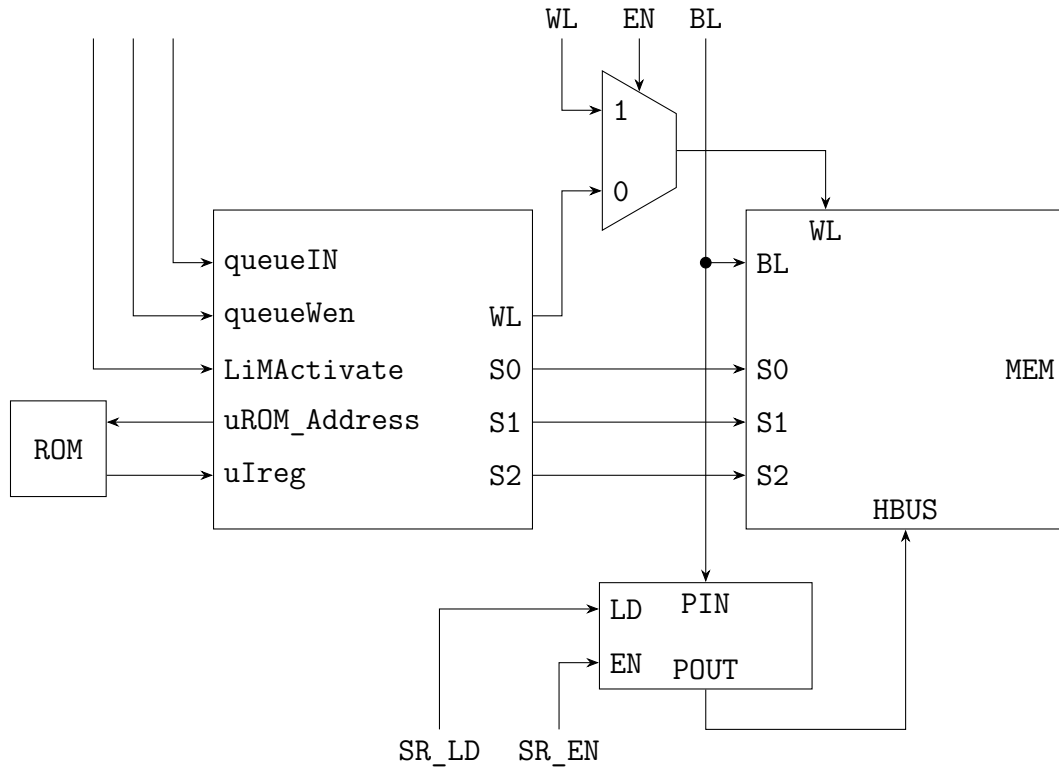 WL EN BL
1
0
WL
queueIN
BL
queueWen
WL
LiMActivate S0 S0 MEM
uROM_Address S1 S1
ROM
uIreg S2 S2
HBUS
LD PIN
EN POUT
SR_LD SR_EN